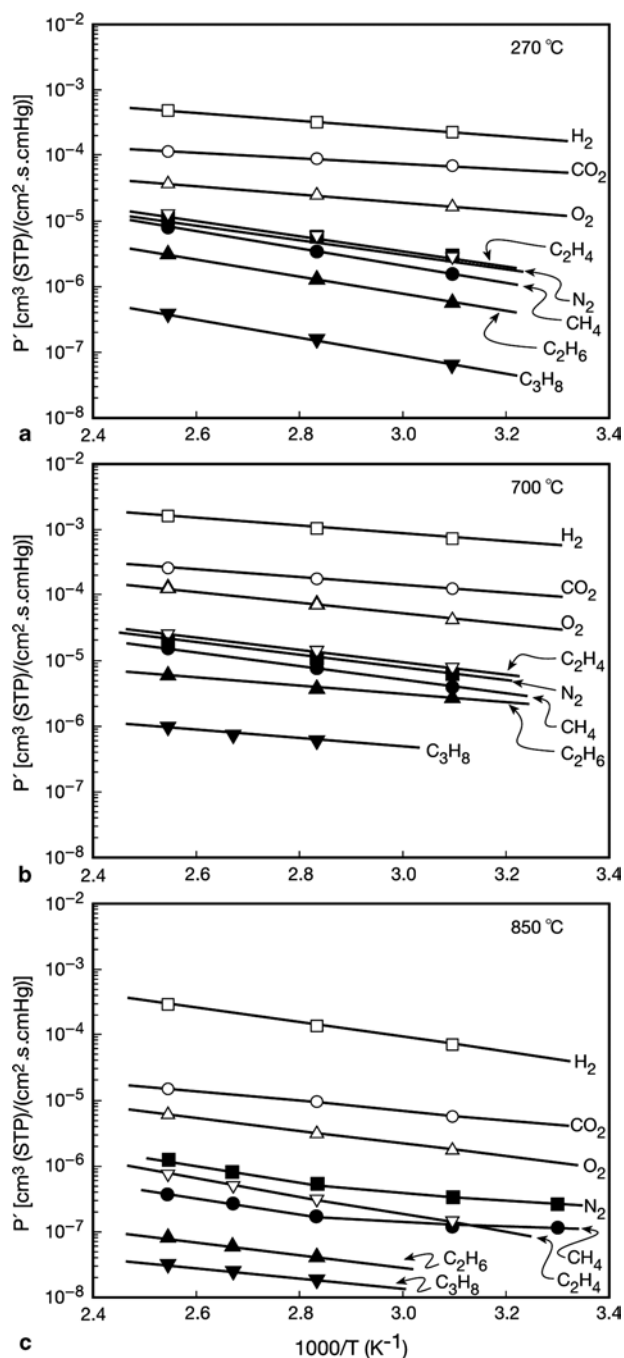 10⁻²
270 °C
10⁻³
H₂
10⁻⁴
CO₂
O₂
10⁻⁵
C₂H₄
10⁻⁶
N₂
CH₄
C₂H₆
10⁻⁷
C₃H₈
10⁻⁸
P´ [cm³ (STP)/(cm².s.cmHg)]
a
2.4 2.6 2.8 3.0 3.2 3.4
10⁻²
700 °C
10⁻³
H₂
CO₂
10⁻⁴
O₂
C₂H₄
10⁻⁵
N₂
CH₄
10⁻⁶
C₂H₆
C₃H₈
10⁻⁷
10⁻⁸
P´ [cm³ (STP)/(cm².s.cmHg)]
b
2.4 2.6 2.8 3.0 3.2 3.4
10⁻²
850 °C
10⁻³
10⁻⁴
H₂
10⁻⁵
CO₂
O₂
10⁻⁶
N₂
CH₄
C₂H₄
10⁻⁷
C₂H₆
C₃H₈
10⁻⁸
P´ [cm³ (STP)/(cm².s.cmHg)]
2.4 2.6 2.8 3.0 3.2 3.4
c
1000/T (K⁻¹)